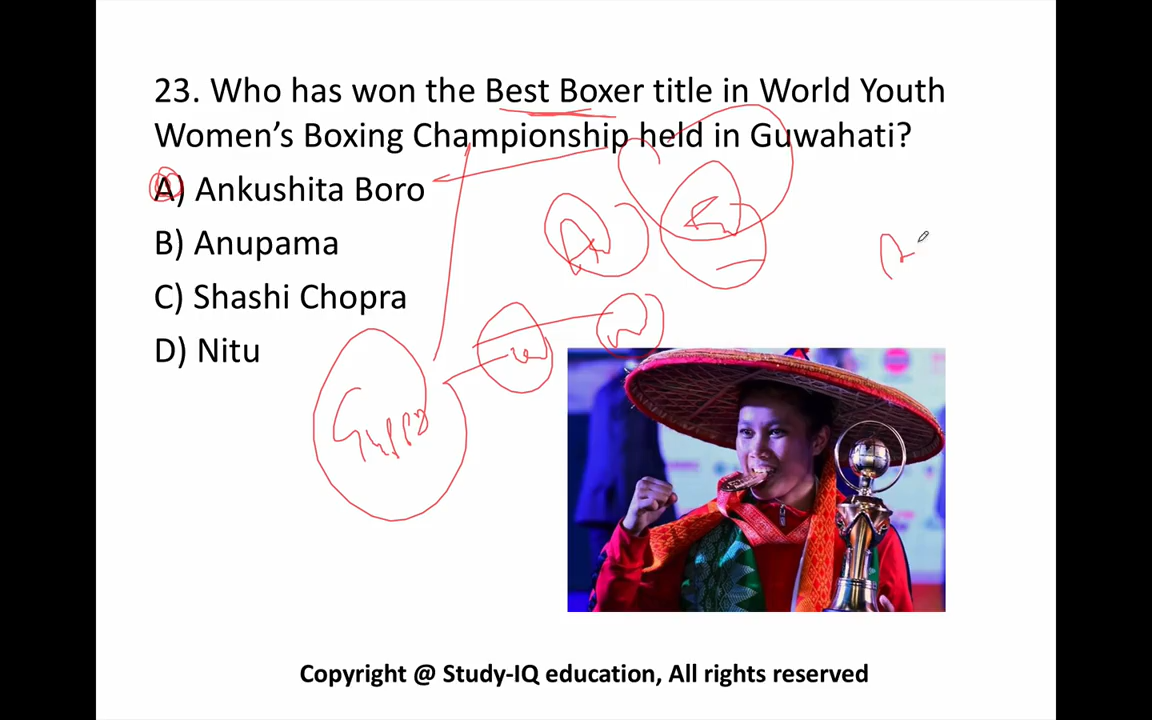 23. Who has won the Best Boxer title in World Youth
Women’s Boxing Championship held in Guwahati?
A) Ankushita Boro
B) Anupama
C) Shashi Chopra
D) Nitu
Copyright @ Study-IQ education, All rights reserved